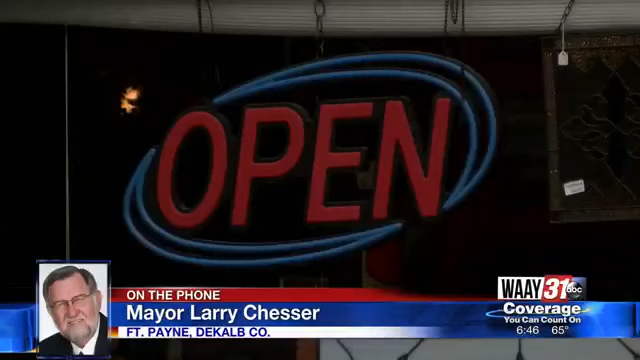 OPEN
ON THE PHONE
Mayor Larry Chesser
FT. PAYNE, DEKALB CO.
WAAY 31 abc
Coverage
You Can Count On
6:46 65°